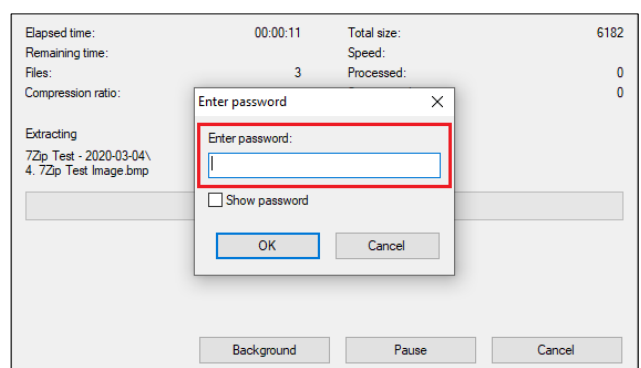 Elapsed time: 00:00:11 Total size: 6182
Remaining time: Speed:
Files: 3 Processed: 0
Compression ratio: 0
Enter password
Enter password:
Show password
OK Cancel
Extracting
7Zip Test - 2020-03-04\
4. 7Zip Test Image.bmp
Background Pause Cancel